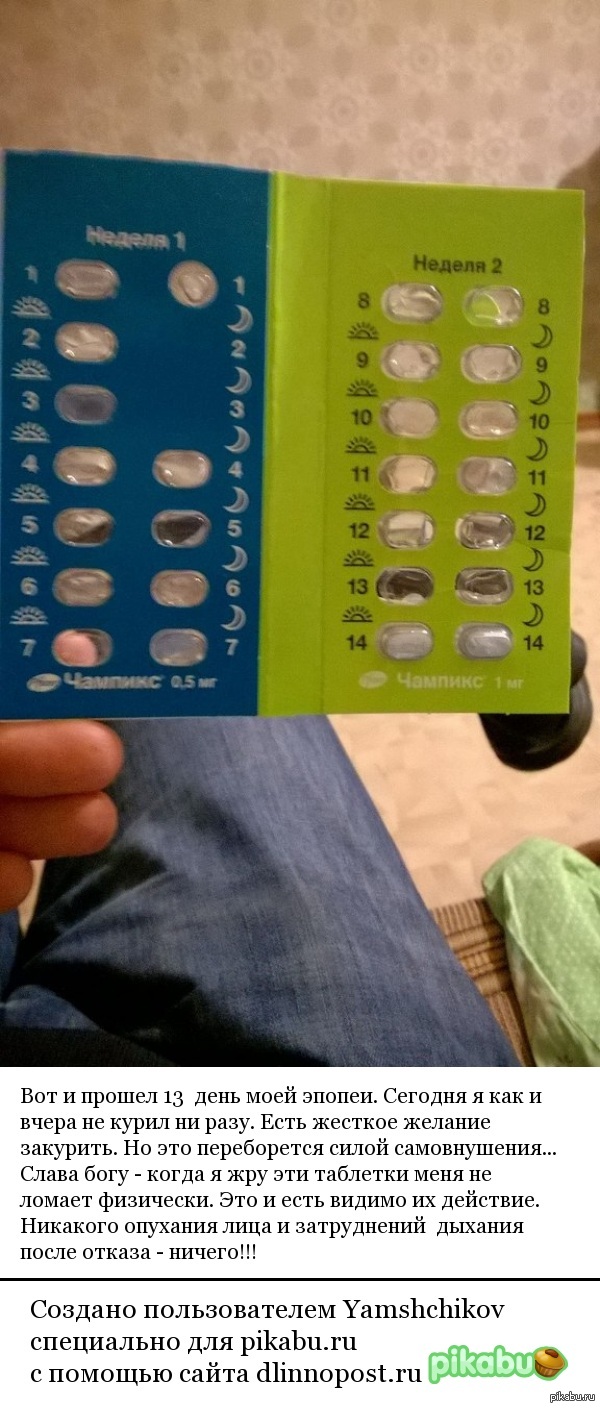 Неделя 1
Неделя 2
1 1
2 2
3 3
4 4
5 5
6 6
7 7
8 8
9 9
10 10
11 11
12 12
13 13
14 14
Чампикс 0,5 мг
Чампикс 1 мг
Вот и прошел 13 день моей эпопеи. Сегодня я как и
вчера не курил ни разу. Есть жесткое желание
закурить. Но это переборется силой самовнушения...
Слава богу - когда я жру эти таблетки меня не
ломает физически. Это и есть видимо их действие.
Никакого опухания лица и затруднений дыхания
после отказа - ничего!!!
Создано пользователем Yamshchikov
специально для pikabu.ru
с помощью сайта dlinnopost.ru pikabu
pikabu.ru